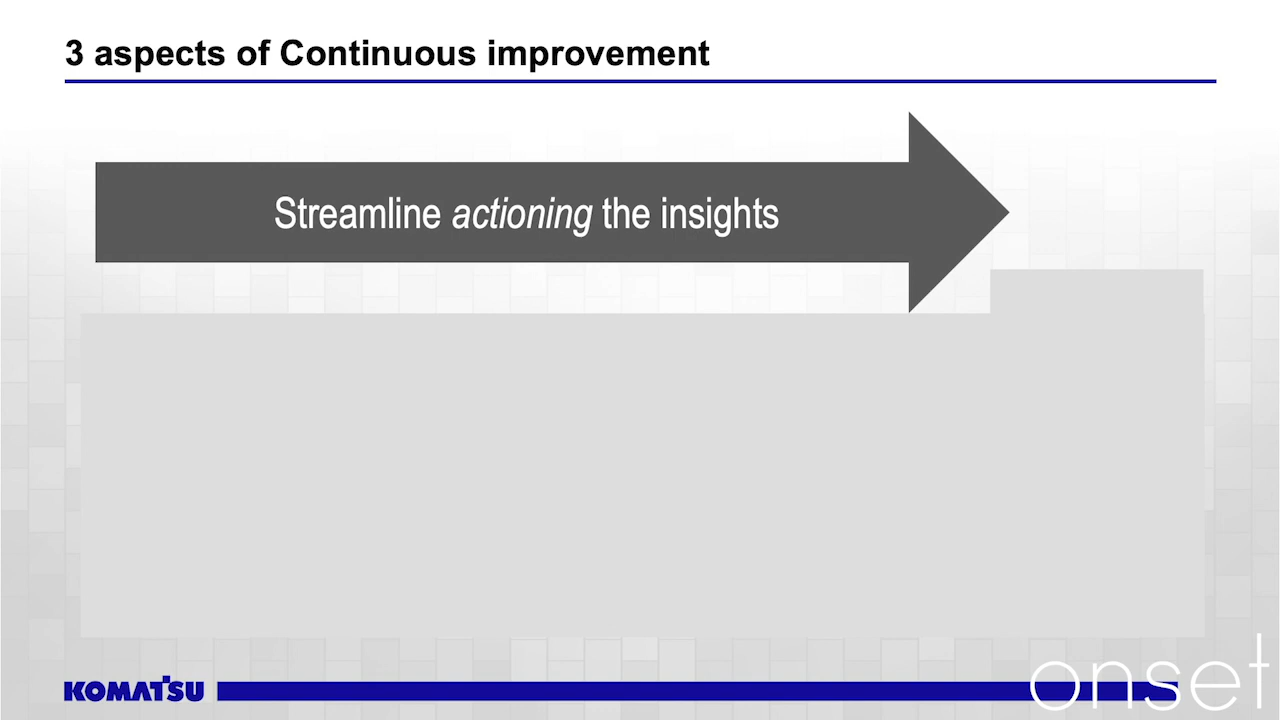 3 aspects of Continuous improvement
Streamline actioning the insights
KOMATSU
onset